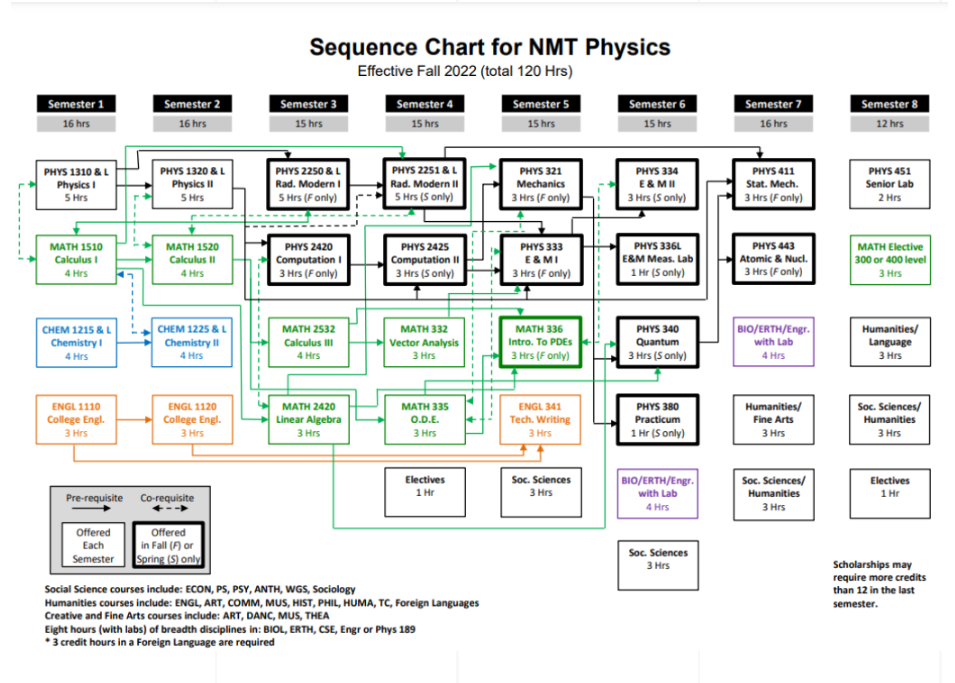 Sequence Chart for NMT Physics
Effective Fall 2022 (total 120 Hrs)
Semester 1
16 hrs
Semester 2
16 hrs
Semester 3
15 hrs
Semester 4
15 hrs
Semester 5
15 hrs
Semester 6
15 hrs
Semester 7
16 hrs
Semester 8
12 hrs
PHYS 1310 & L
Physics I
5 Hrs
PHYS 1320 & L
Physics II
5 Hrs
PHYS 2250 & L
Rad. Modern I
5 Hrs (F only)
PHYS 2251 & L
Rad. Modern II
5 Hrs (S only)
PHYS 321
Mechanics
3 Hrs (F only)
PHYS 334
E & M II
3 Hrs (S only)
PHYS 411
Stat. Mech.
3 Hrs (F only)
PHYS 451
Senior Lab
2 Hrs
MATH 1510
Calculus I
4 Hrs
MATH 1520
Calculus II
4 Hrs
PHYS 2420
Computation I
3 Hrs (F only)
PHYS 2425
Computation II
3 Hrs (S only)
PHYS 333
E & M I
3 Hrs (F only)
PHYS 336L
E&M Meas. Lab
1 Hr (S only)
PHYS 443
Atomic & Nucl.
3 Hrs (F only)
MATH Elective
300 or 400 level
3 Hrs
CHEM 1215 & L
Chemistry I
4 Hrs
CHEM 1225 & L
Chemistry II
4 Hrs
MATH 2532
Calculus III
4 Hrs
MATH 332
Vector Analysis
3 Hrs
MATH 336
Intro. To PDEs
3 Hrs (F only)
PHYS 340
Quantum
3 Hrs (S only)
BIO/ERTH/Engr.
with Lab
4 Hrs
Humanities/
Language
3 Hrs
ENGL 1110
College Engl.
3 Hrs
ENGL 1120
College Engl.
3 Hrs
MATH 2420
Linear Algebra
3 Hrs
MATH 335
O.D.E.
3 Hrs
ENGL 341
Tech. Writing
3 Hrs
PHYS 380
Practicum
1 Hr (S only)
Humanities/
Fine Arts
3 Hrs
Soc. Sciences/
Humanities
3 Hrs
Electives
1 Hr
Soc. Sciences
3 Hrs
BIO/ERTH/Engr.
with Lab
4 Hrs
Soc. Sciences/
Humanities
3 Hrs
Electives
1 Hr
Soc. Sciences
3 Hrs
Pre-requisite
Co-requisite
Offered
Each
Semester
Offered
in Fall (F) or
Spring (S) only
Scholarships may
require more credits
than 12 in the last
semester.
Social Science courses include: ECON, PS, PSY, ANTH, WGS, Sociology
Humanities courses include: ENGL, ART, COMM, MUS, HIST, PHIL, HUMA, TC, Foreign Languages
Creative and Fine Arts courses include: ART, DANC, MUS, THEA
Eight hours (with labs) of breadth disciplines in: BIOL, ERTH, CSE, Engr or Phys 189
* 3 credit hours in a Foreign Language are required